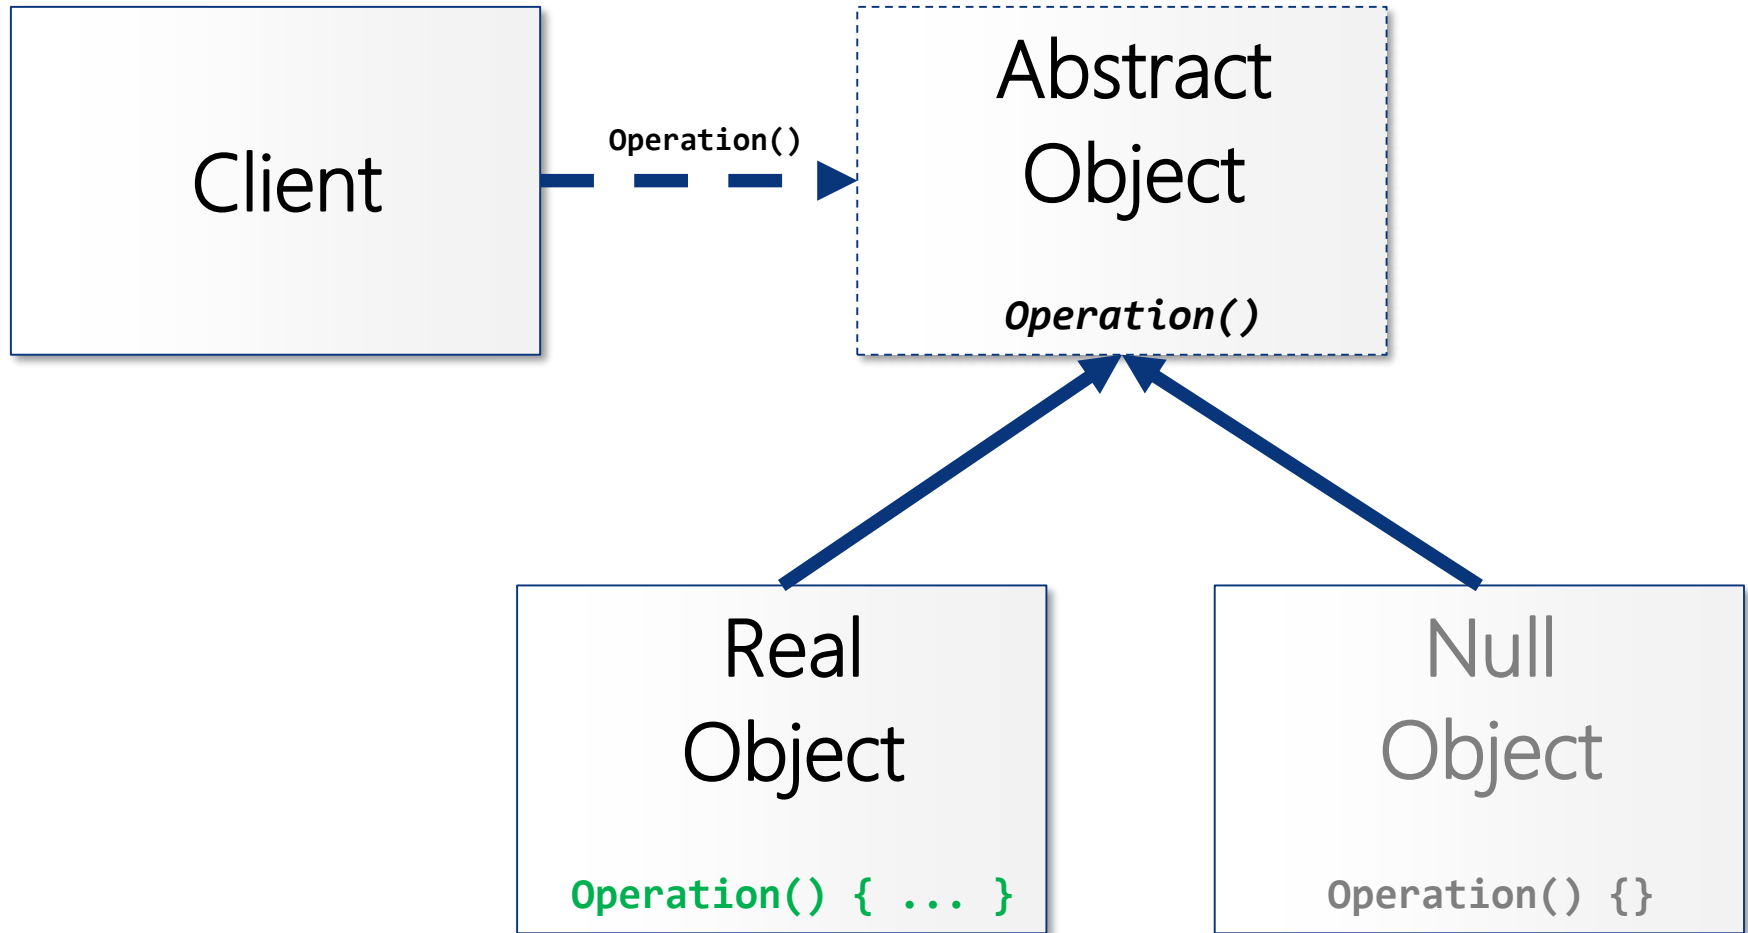 Client
Operation()
Abstract
Object
Operation()
Real
Object
Operation() { ... }
Null
Object
Operation() {}